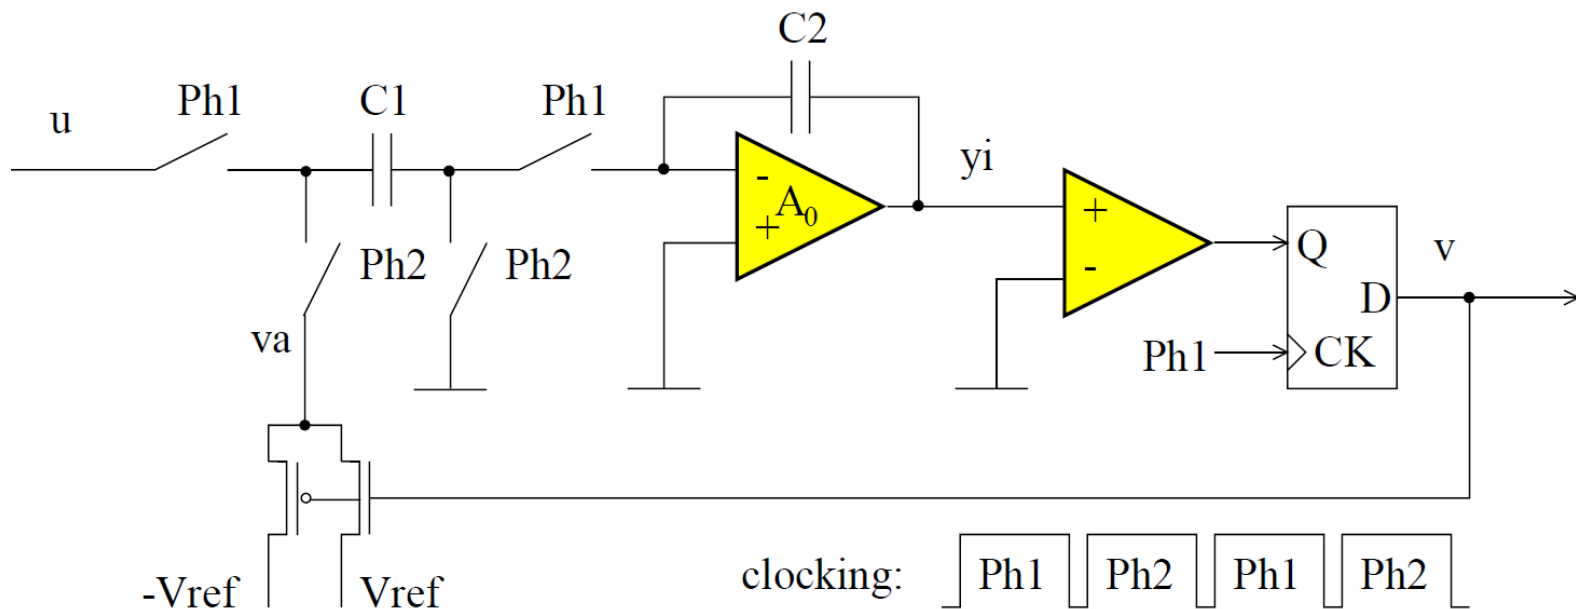 C2
Ph1
C1
Ph1
u
yi
-
A0
+
+
-
Ph2
Ph2
Q
v
D
va
Ph1
CK
clocking:
Ph1
Ph2
Ph1
Ph2
-Vref
Vref